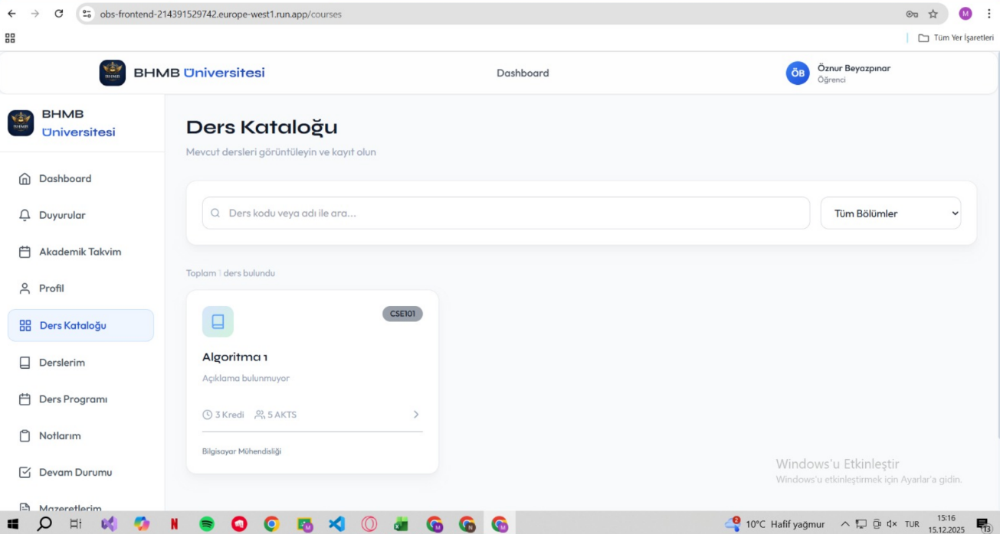 obs-frontend-214391529742.europe-west1.run.app/courses
M
Tüm Yer İşaretleri
BHMB
BHMB Üniversitesi
Dashboard
ÖB
Öznur Beyazpınar
Öğrenci
BHMB
BHMB
Üniversitesi
Dashboard
Duyurular
Akademik Takvim
Profil
Ders Kataloğu
Derslerim
Ders Programı
Notlarım
Devam Durumu
Mazeretlerim
Ders Kataloğu
Mevcut dersleri görüntüleyin ve kayıt olun
Ders kodu veya adı ile ara...
Tüm Bölümler
Toplam 1 ders bulundu
CSE101
Algoritma 1
Açıklama bulunmuyor
3 Kredi 5 AKTS
Bilgisayar Mühendisliği
Windows'u Etkinleştir
Windows'u etkinleştirmek için Ayarlar'a gidin.
2
10°C Hafif yağmur
TUR
15:16
15.12.2025
13